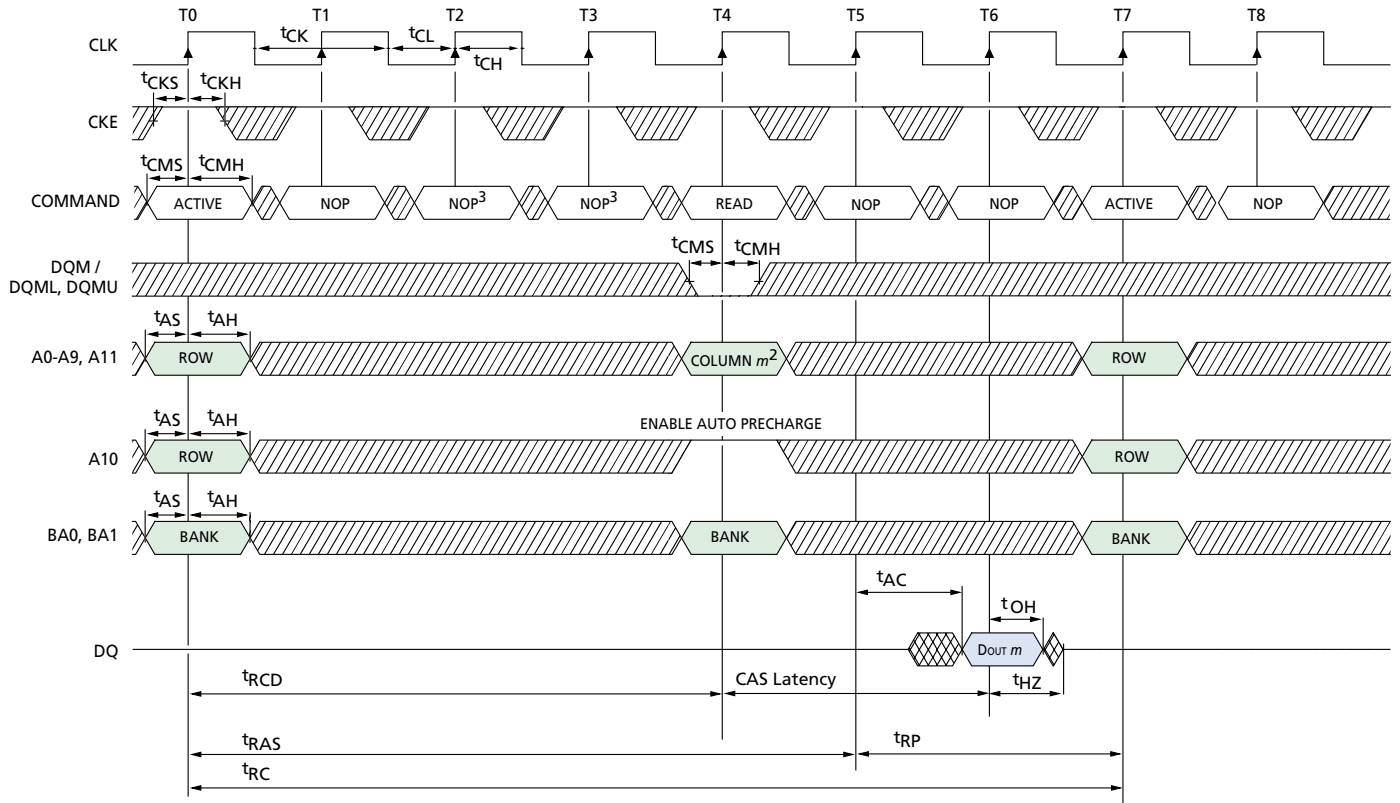 T0 T1 T2 T3 T4 T5 T6 T7 T8
CLK tCK tCL tCH
tCKS tCKH
CKE
tCMS tCMH
COMMAND ACTIVE NOP NOP3 NOP3 READ NOP NOP ACTIVE NOP
tCMS tCMH
DQM /
DQML, DQMU
tAS tAH
A0-A9, A11 ROW COLUMN m2 ROW
tAS tAH ENABLE AUTO PRECHARGE
A10 ROW ROW
tAS tAH
BA0, BA1 BANK BANK BANK
tAC tOH
DQ DOUT m
tRCD CAS Latency tHZ
tRAS tRP
tRC